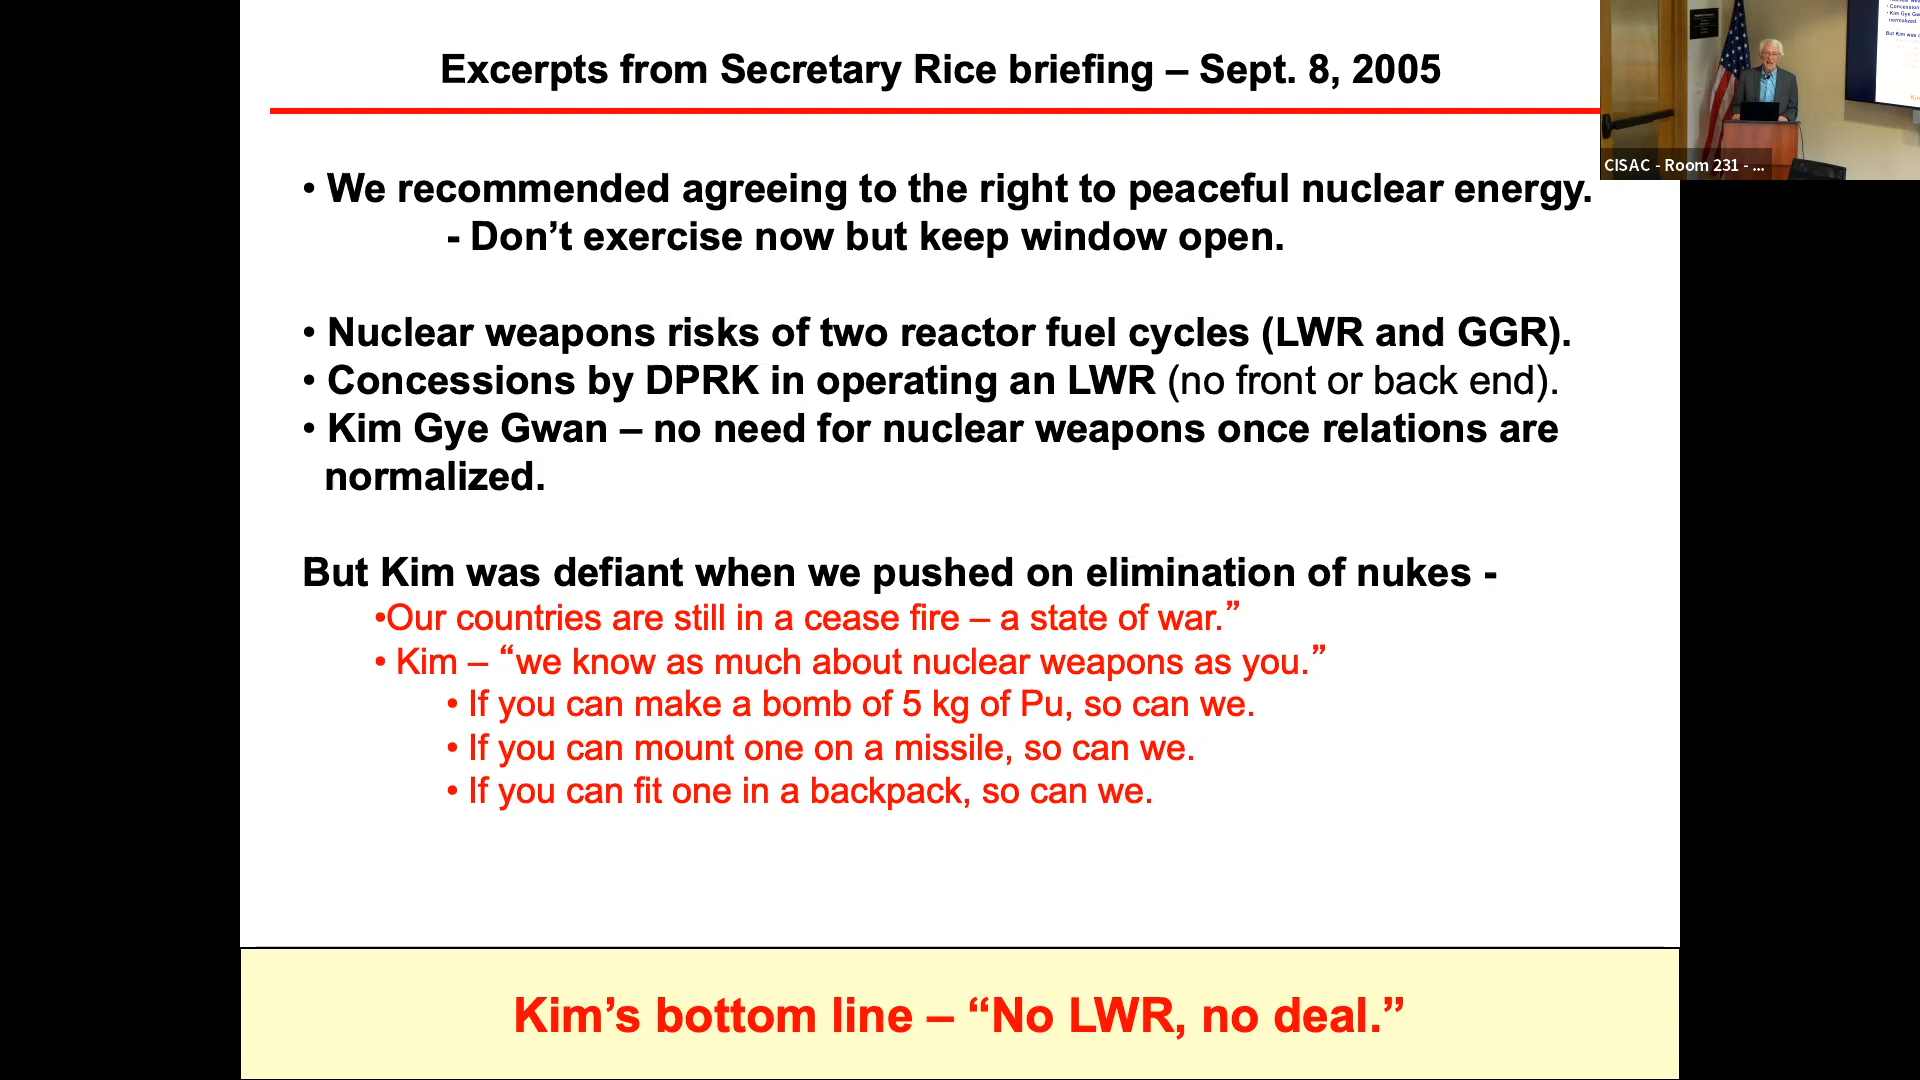 Excerpts from Secretary Rice briefing – Sept. 8, 2005
• We recommended agreeing to the right to peaceful nuclear energy.
- Don’t exercise now but keep window open.
• Nuclear weapons risks of two reactor fuel cycles (LWR and GGR).
• Concessions by DPRK in operating an LWR (no front or back end).
• Kim Gye Gwan – no need for nuclear weapons once relations are
normalized.
But Kim was defiant when we pushed on elimination of nukes -
•Our countries are still in a cease fire – a state of war.”
• Kim – “we know as much about nuclear weapons as you.”
• If you can make a bomb of 5 kg of Pu, so can we.
• If you can mount one on a missile, so can we.
• If you can fit one in a backpack, so can we.
Kim’s bottom line – “No LWR, no deal.”
CISAC - Room 231 - ...